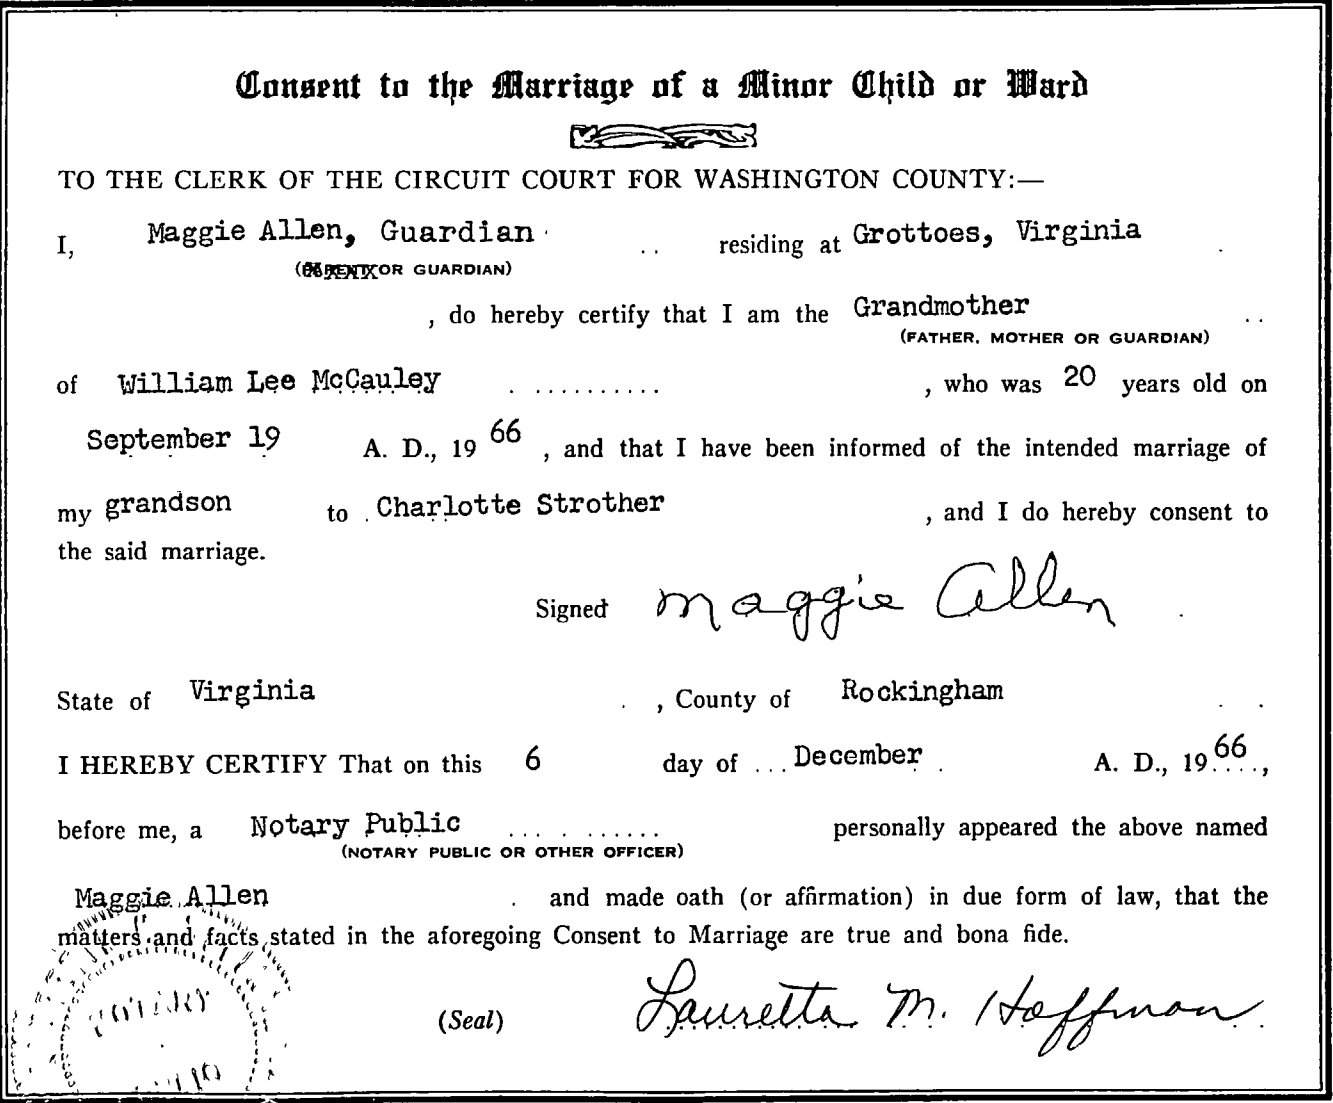 Consent to the Marriage of a Minor Child or Ward
TO THE CLERK OF THE CIRCUIT COURT FOR WASHINGTON COUNTY:—
I, Maggie Allen, Guardian residing at Grottoes, Virginia
(PARENT OR GUARDIAN)
, do hereby certify that I am the Grandmother
(FATHER, MOTHER OR GUARDIAN)
of William Lee McCauley , who was 20 years old on
September 19 A. D., 19 66 , and that I have been informed of the intended marriage of
my grandson to Charlotte Strother , and I do hereby consent to
the said marriage.
Signed Maggie Allen
State of Virginia , County of Rockingham
I HEREBY CERTIFY That on this 6 day of December A. D., 19 66,
before me, a Notary Public personally appeared the above named
(NOTARY PUBLIC OR OTHER OFFICER)
Maggie Allen and made oath (or affirmation) in due form of law, that the
matters and facts stated in the aforegoing Consent to Marriage are true and bona fide.
(Seal) Lauretta M. Hoffman
NOTARY